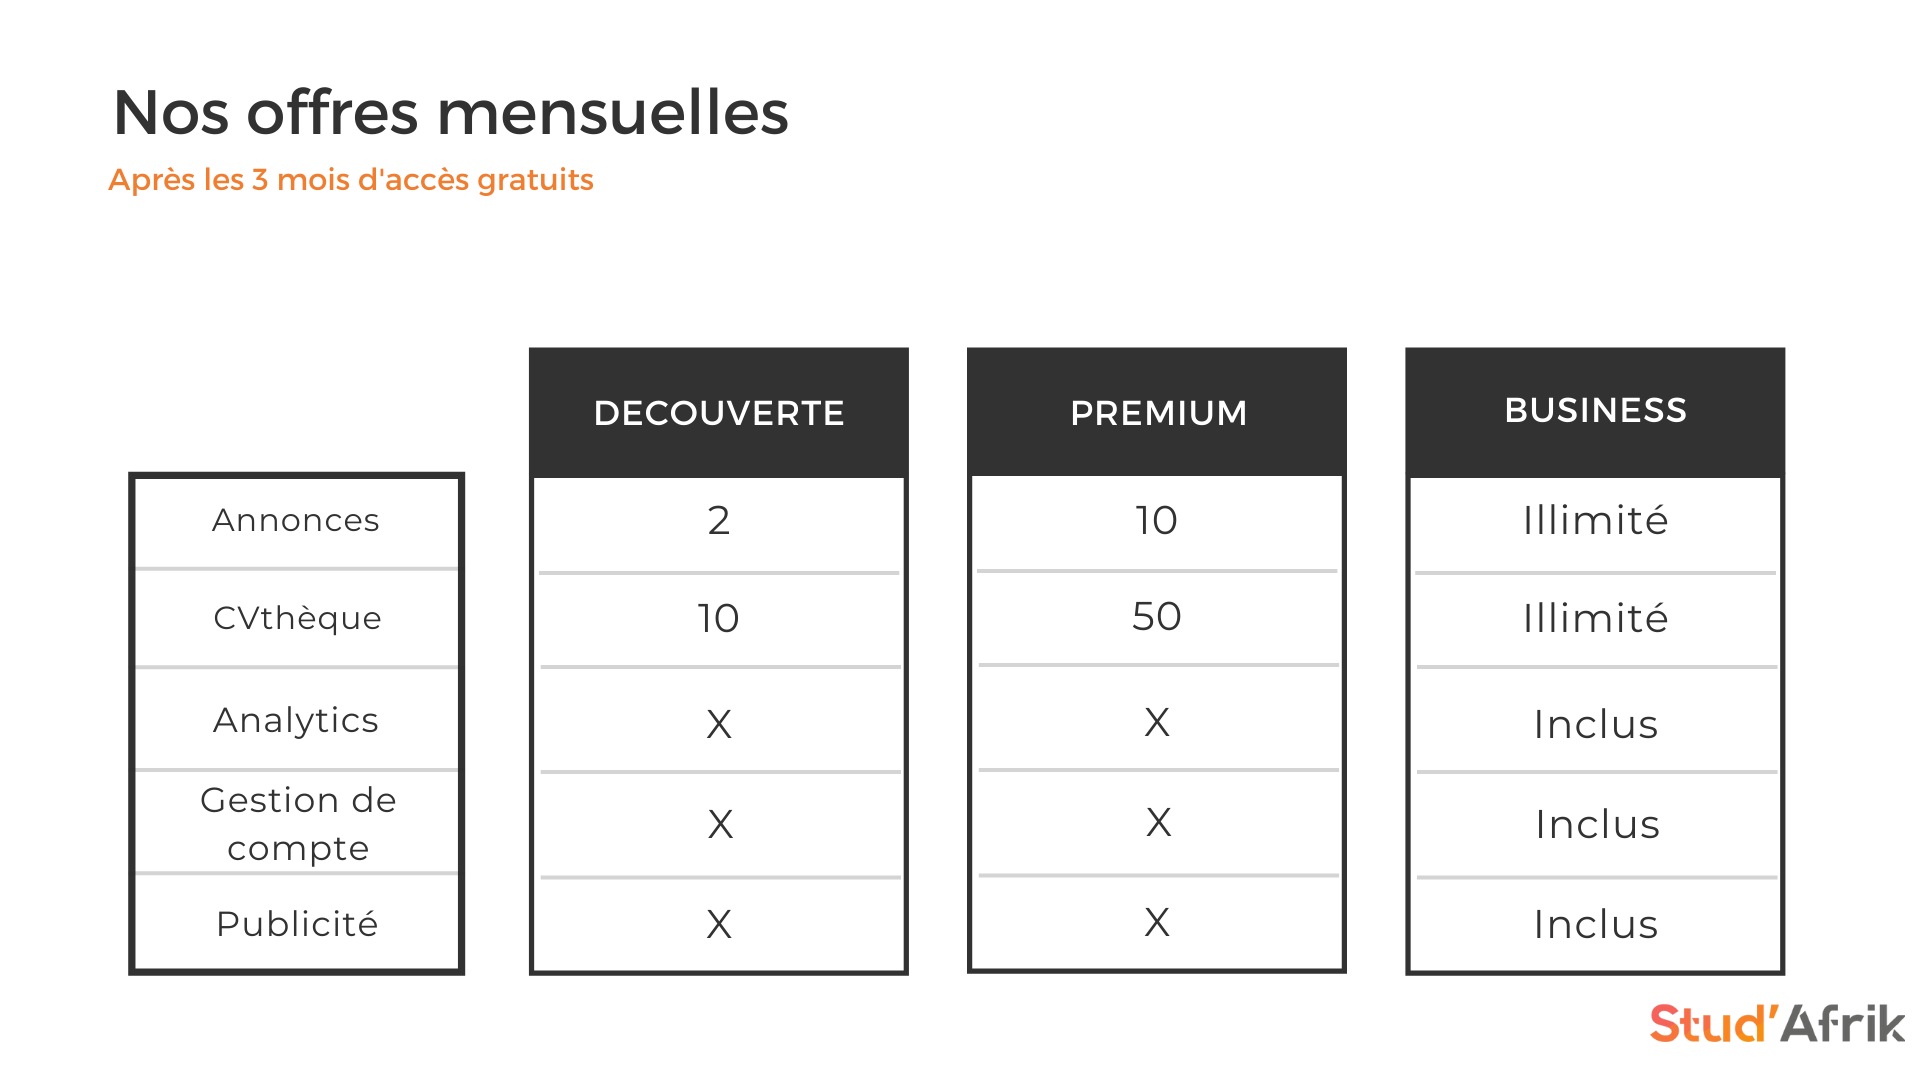 Nos offres mensuelles
Après les 3 mois d'accès gratuits
DECOUVERTE PREMIUM BUSINESS
Annonces 2 10 Illimité
CVthèque 10 50 Illimité
Analytics X X Inclus
Gestion de
compte X X Inclus
Publicité X X Inclus
Stud'Afrik